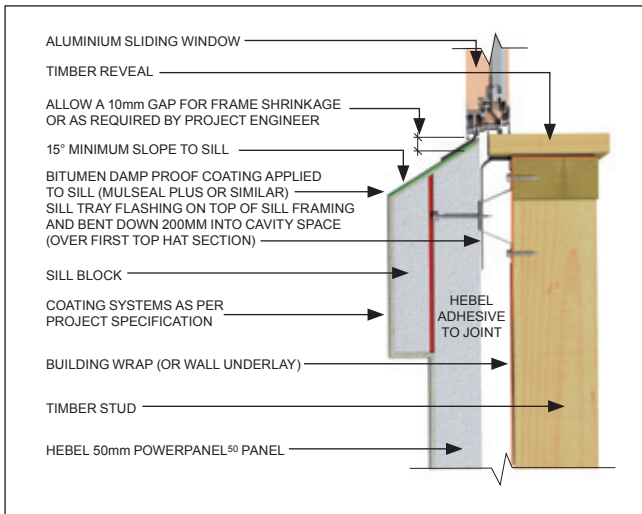 ALUMINIUM SLIDING WINDOW
TIMBER REVEAL
ALLOW A 10mm GAP FOR FRAME SHRINKAGE
OR AS REQUIRED BY PROJECT ENGINEER
15° MINIMUM SLOPE TO SILL
BITUMEN DAMP PROOF COATING APPLIED
TO SILL (MULSEAL PLUS OR SIMILAR)
SILL TRAY FLASHING ON TOP OF SILL FRAMING
AND BENT DOWN 200MM INTO CAVITY SPACE
(OVER FIRST TOP HAT SECTION)
SILL BLOCK
COATING SYSTEMS AS PER
PROJECT SPECIFICATION
HEBEL
ADHESIVE
TO JOINT
BUILDING WRAP (OR WALL UNDERLAY)
TIMBER STUD
HEBEL 50mm POWERPANEL⁵⁰ PANEL